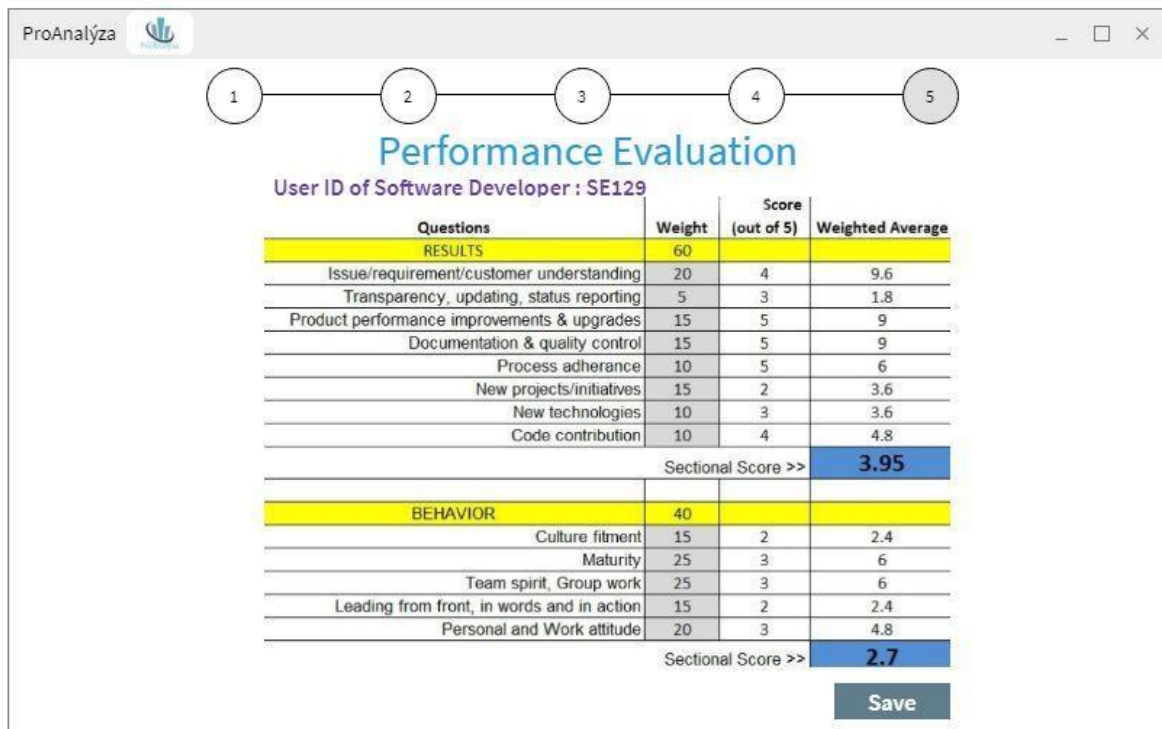 ProAnalýza
ProAnalýza
1 2 3 4 5
Performance Evaluation
User ID of Software Developer : SE129
Questions Weight Score (out of 5) Weighted Average
RESULTS 60
Issue/requirement/customer understanding 20 4 9.6
Transparency, updating, status reporting 5 3 1.8
Product performance improvements & upgrades 15 5 9
Documentation & quality control 15 5 9
Process adherance 10 5 6
New projects/initiatives 15 2 3.6
New technologies 10 3 3.6
Code contribution 10 4 4.8
Sectional Score >> 3.95
BEHAVIOR 40
Culture fitment 15 2 2.4
Maturity 25 3 6
Team spirit, Group work 25 3 6
Leading from front, in words and in action 15 2 2.4
Personal and Work attitude 20 3 4.8
Sectional Score >> 2.7
Save